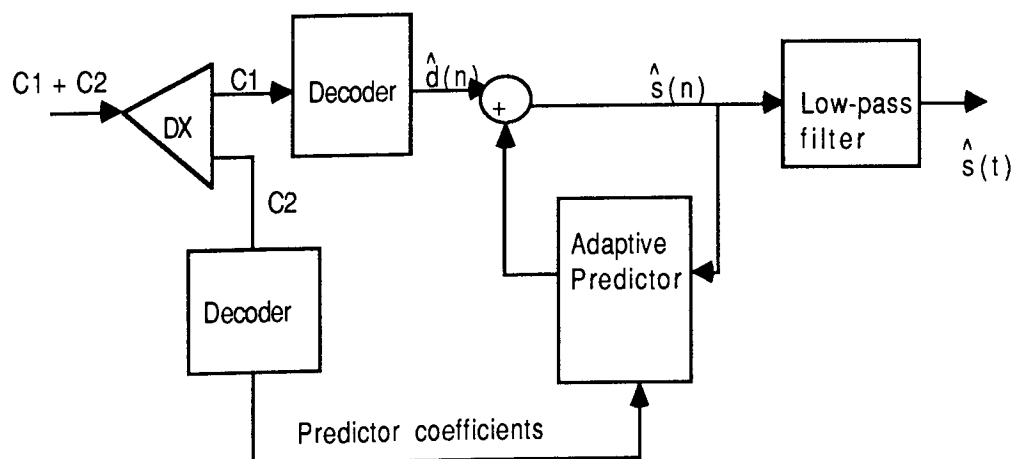 C1 + C2
DX
C1
Decoder
d̂(n)
+
ŝ(n)
Low-pass
filter
ŝ(t)
C2
Adaptive
Predictor
Decoder
Predictor coefficients